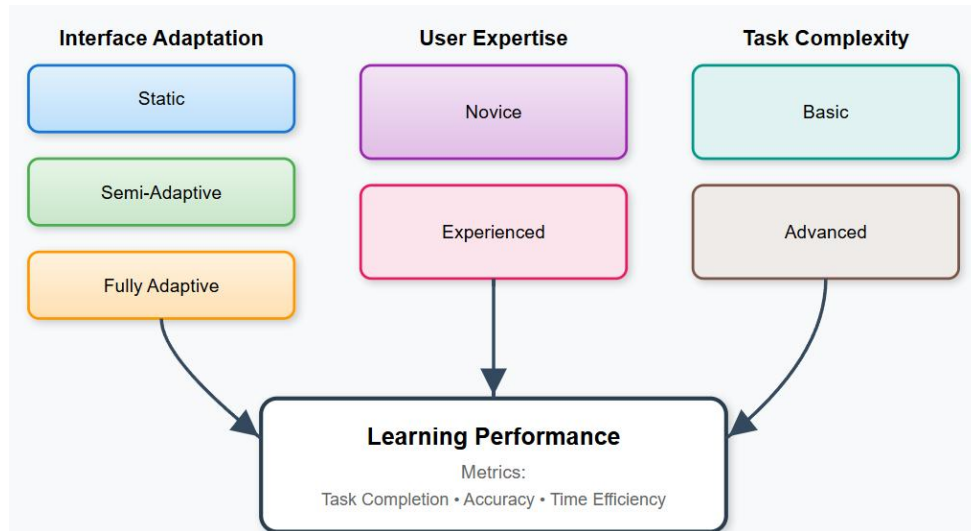 Interface Adaptation
Static
Semi-Adaptive
Fully Adaptive
User Expertise
Novice
Experienced
Task Complexity
Basic
Advanced
Learning Performance
Metrics:
Task Completion • Accuracy • Time Efficiency